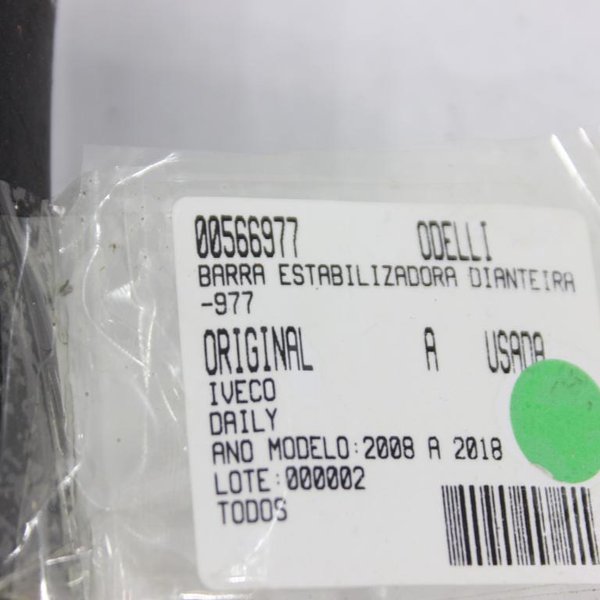 00566977 ODELLI
BARRA ESTABILIZADORA DIANTEIRA
-977
ORIGINAL A USADA
IVECO
DAILY
ANO MODELO:2008 A 2018
LOTE:000002
TODOS